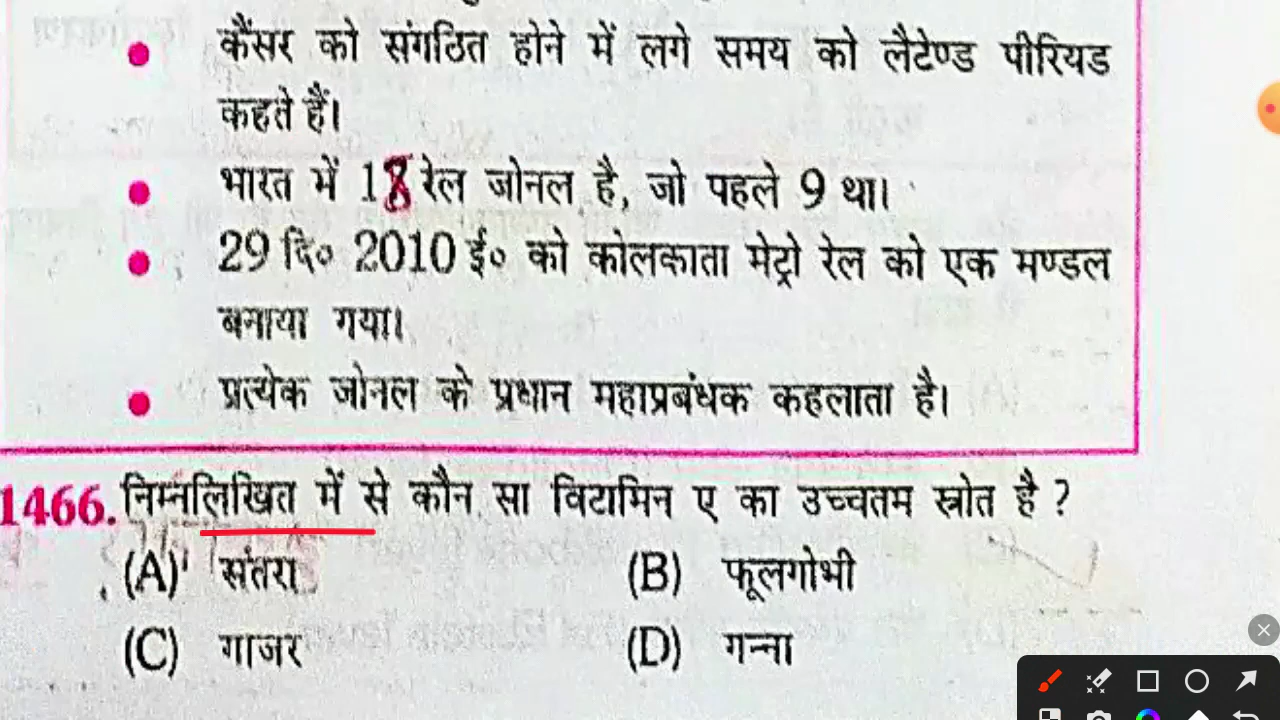 कैंसर को संगठित होने में लगे समय को लैटेण्ड पीरियड
कहते हैं।
भारत में 18 रेल जोनल है, जो पहले 9 था।
29 दि० 2010 ई० को कोलकाता मेट्रो रेल को एक मण्डल
बनाया गया।
प्रत्येक जोनल के प्रधान महाप्रबंधक कहलाता है।
1466. निम्नलिखित में से कौन सा विटामिन ए का उच्चतम स्रोत है ?
(A) संतरा (B) फूलगोभी
(C) गाजर (D) गन्ना